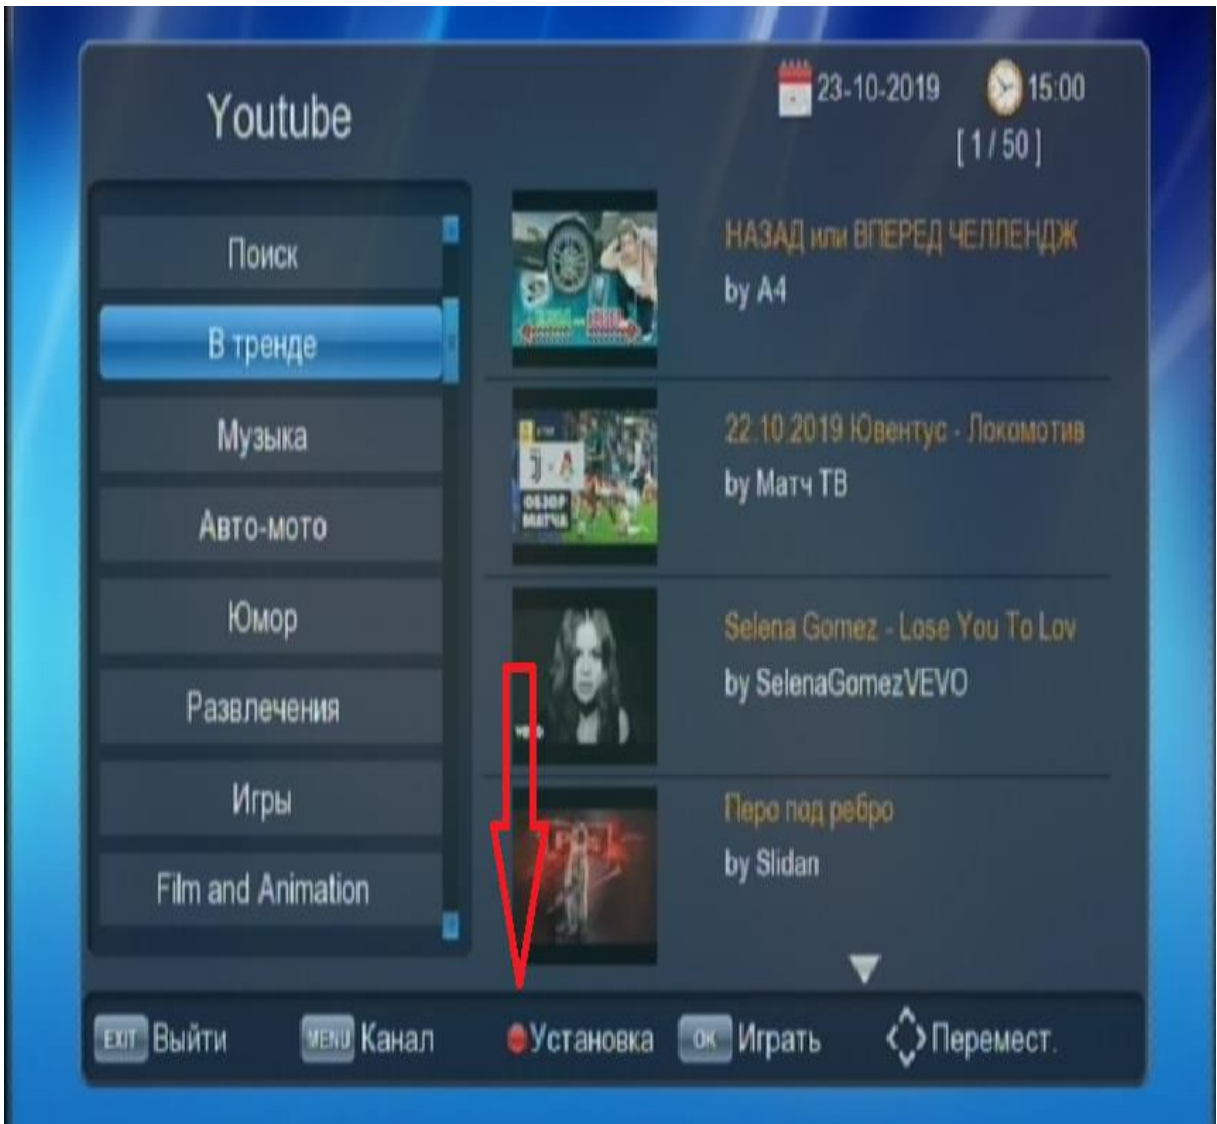 Youtube
23-10-2019
15:00
[ 1 / 50 ]
Поиск
В тренде
Музыка
Авто-мото
Юмор
Развлечения
Игры
Film and Animation
НАЗАД или ВПЕРЕД ЧЕЛЛЕНДЖ
by A4
22.10.2019 Ювентус - Локомотив
by Матч ТВ
ОБЗОР
МАТЧА
Selena Gomez - Lose You To Lov
by SelenaGomezVEVO
Перо под ребро
by Slidan
EXIT Выйти
MENU Канал
Установка
OK Играть
Перемест.